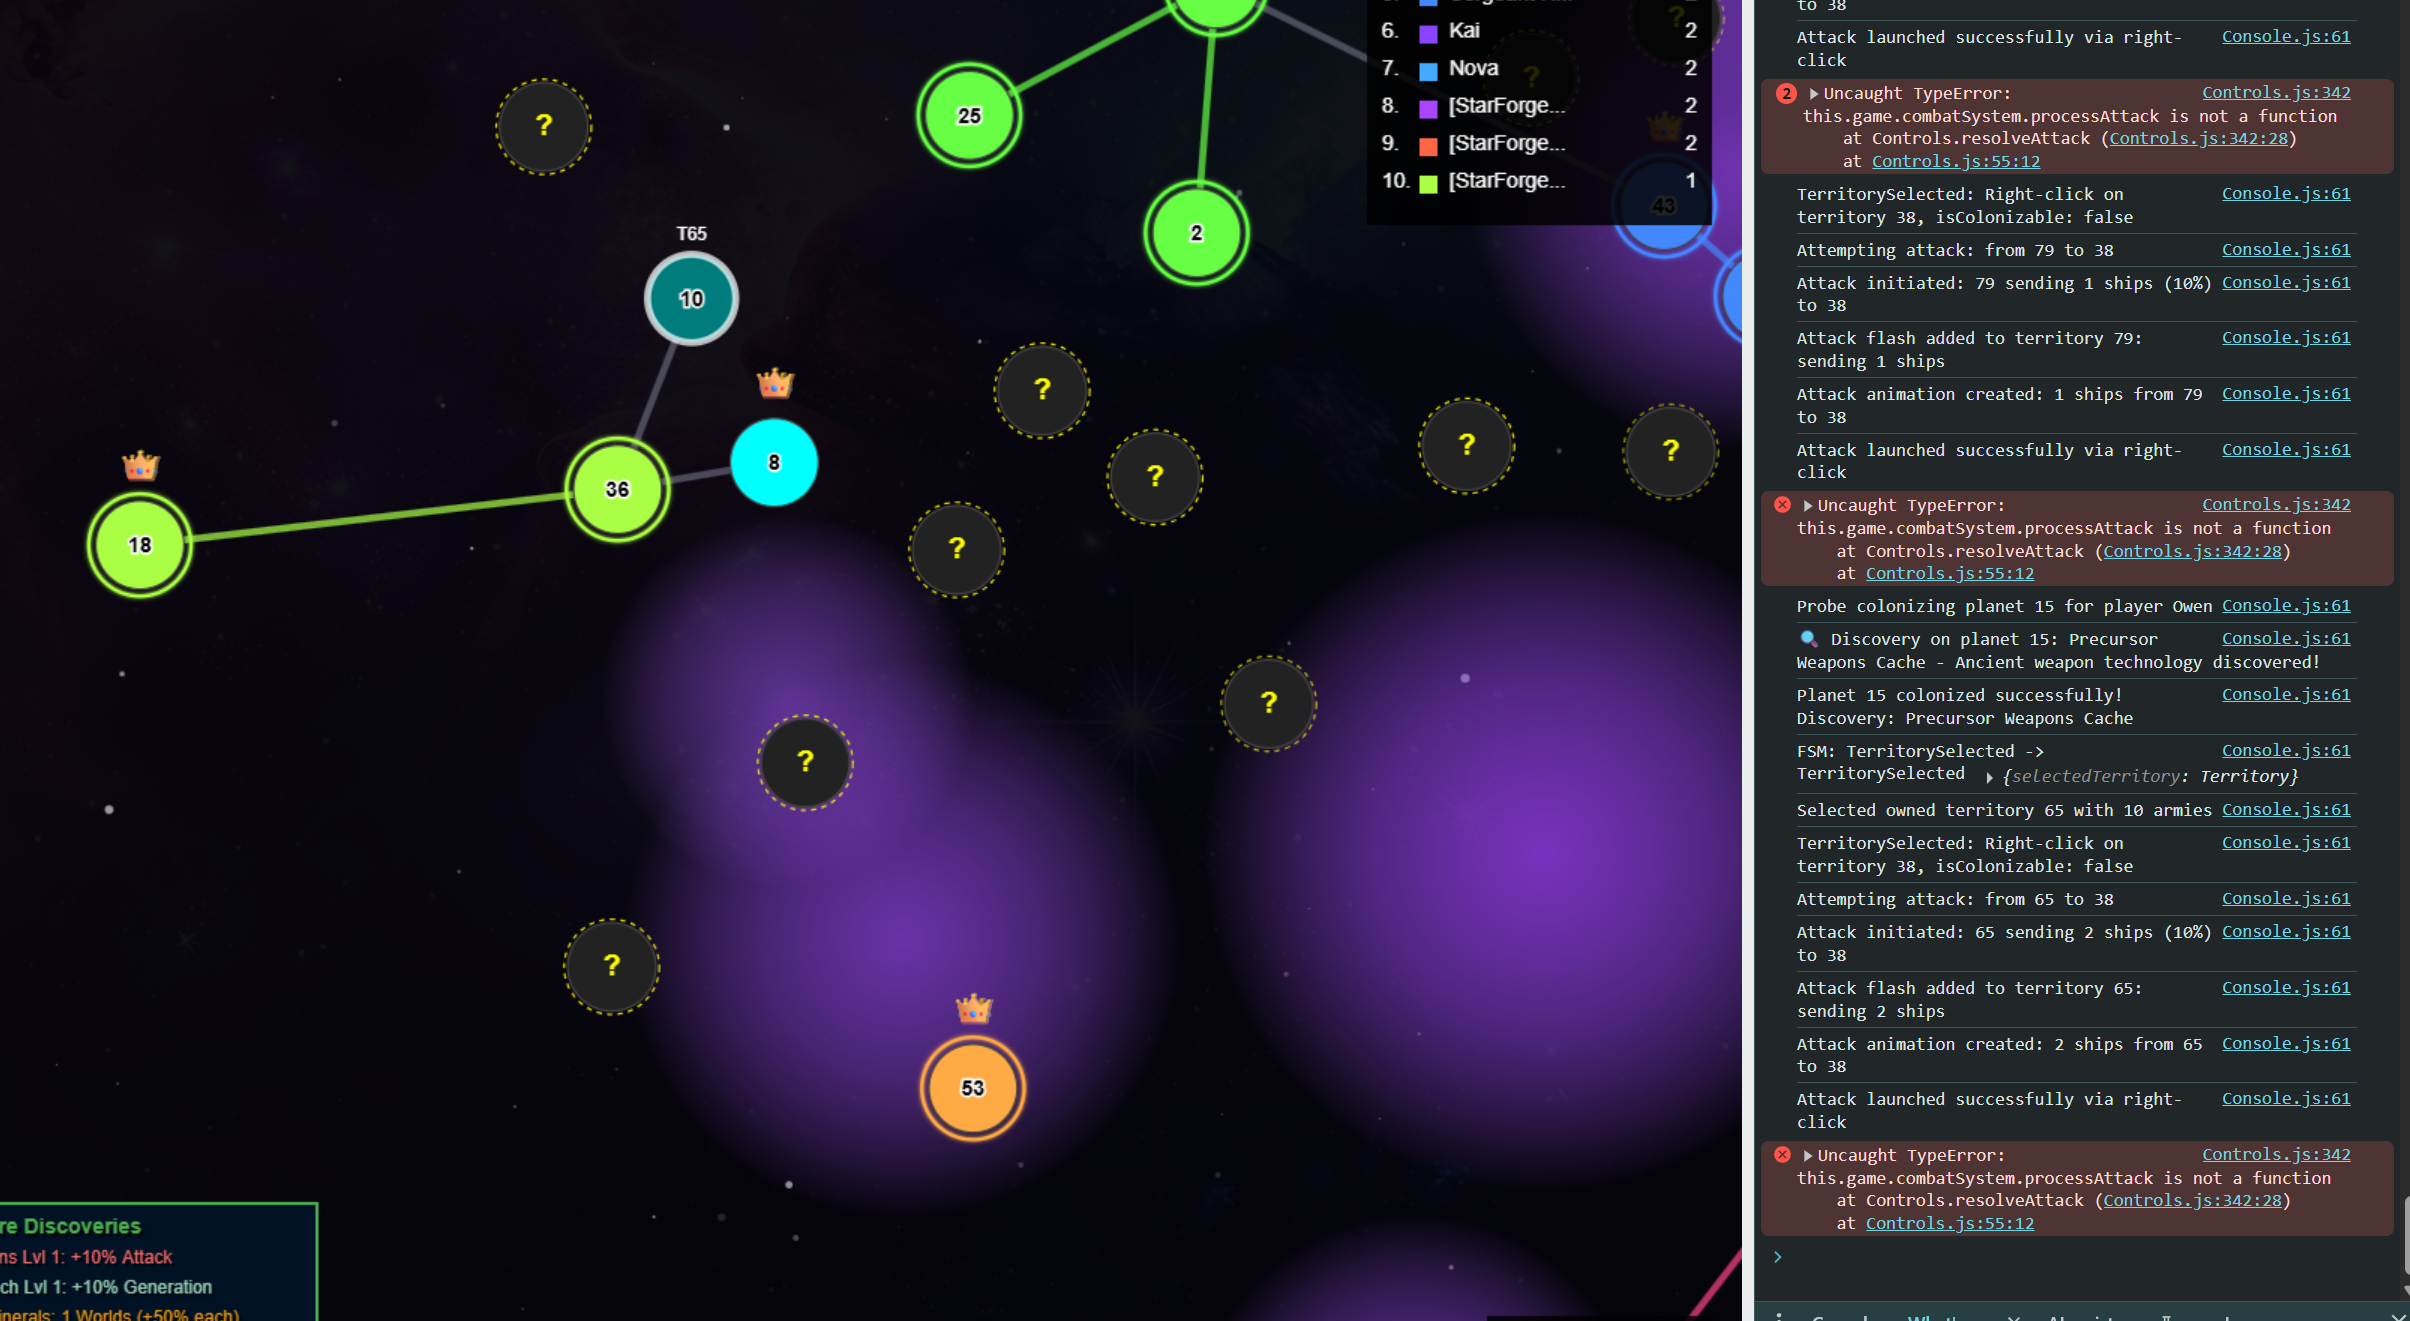 6. Kai 2
7. Nova 2
8. [StarForge... 2
9. [StarForge... 2
10. [StarForge... 1
?
?
?
43
25
2
T65
10
?
?
?
?
?
8
36
18
?
?
?
?
53
re Discoveries
ns Lvl 1: +10% Attack
ch Lvl 1: +10% Generation
inerals: 1 Worlds (+50% each)
to 38
Attack launched successfully via right-click Console.js:61
2 Uncaught TypeError: Controls.js:342
this.game.combatSystem.processAttack is not a function
at Controls.resolveAttack (Controls.js:342:28)
at Controls.js:55:12
TerritorySelected: Right-click on Console.js:61
territory 38, isColonizable: false
Attempting attack: from 79 to 38 Console.js:61
Attack initiated: 79 sending 1 ships (10%) Console.js:61
to 38
Attack flash added to territory 79: Console.js:61
sending 1 ships
Attack animation created: 1 ships from 79 Console.js:61
to 38
Attack launched successfully via right- Console.js:61
click
Uncaught TypeError: Controls.js:342
this.game.combatSystem.processAttack is not a function
at Controls.resolveAttack (Controls.js:342:28)
at Controls.js:55:12
Probe colonizing planet 15 for player Owen Console.js:61
Discovery on planet 15: Precursor Console.js:61
Weapons Cache - Ancient weapon technology discovered!
Planet 15 colonized successfully! Console.js:61
Discovery: Precursor Weapons Cache
FSM: TerritorySelected -> Console.js:61
TerritorySelected {selectedTerritory: Territory}
Selected owned territory 65 with 10 armies Console.js:61
TerritorySelected: Right-click on Console.js:61
territory 38, isColonizable: false
Attempting attack: from 65 to 38 Console.js:61
Attack initiated: 65 sending 2 ships (10%) Console.js:61
to 38
Attack flash added to territory 65: Console.js:61
sending 2 ships
Attack animation created: 2 ships from 65 Console.js:61
to 38
Attack launched successfully via right- Console.js:61
click
Uncaught TypeError: Controls.js:342
this.game.combatSystem.processAttack is not a function
at Controls.resolveAttack (Controls.js:342:28)
at Controls.js:55:12